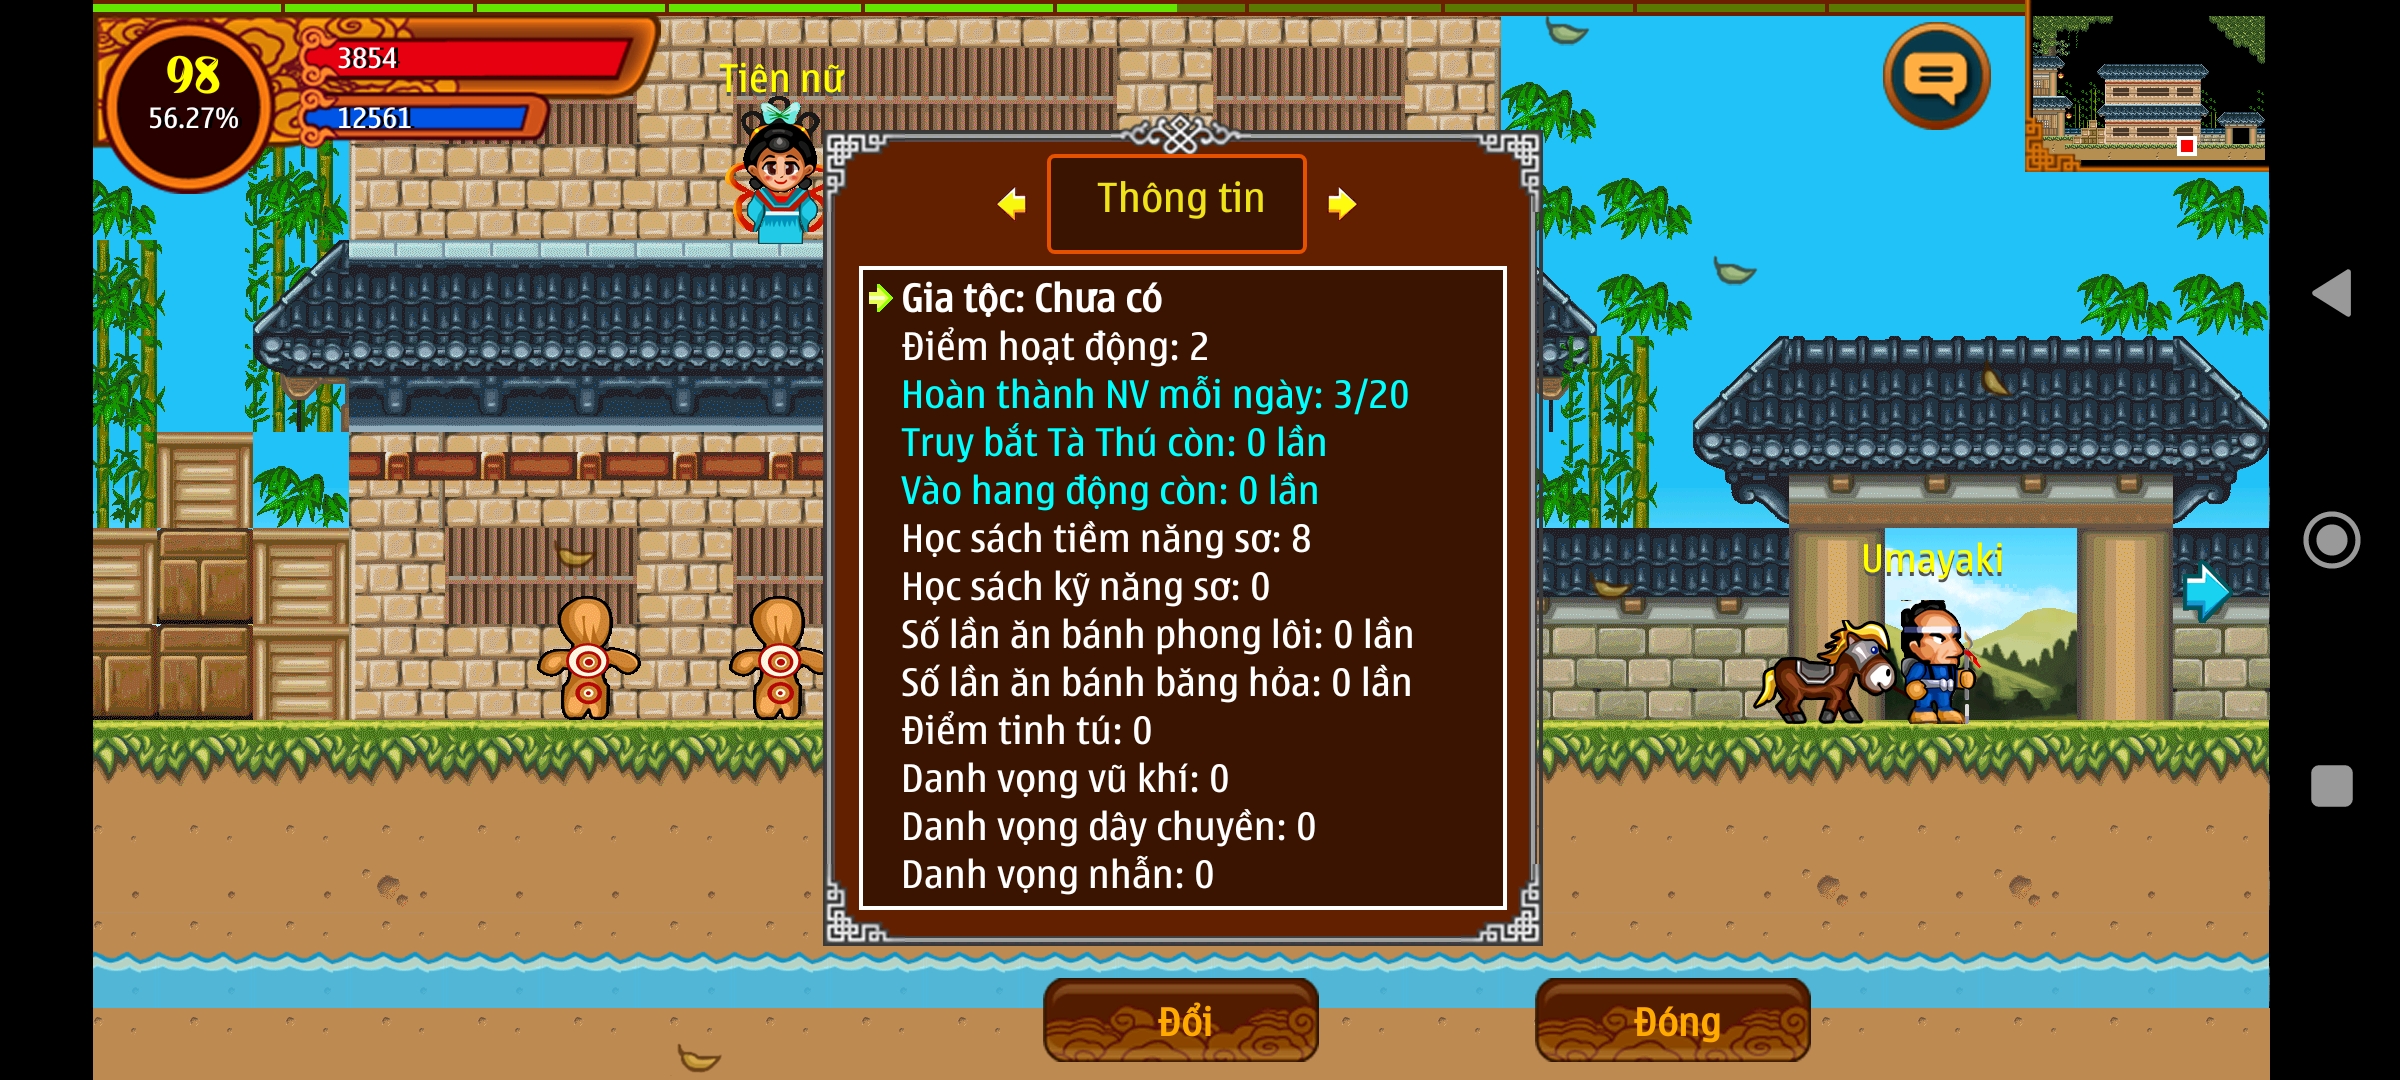 98
56.27%
3854
12561
Tiên nữ
Thông tin
Gia tộc: Chưa có
Điểm hoạt động: 2
Hoàn thành NV mỗi ngày: 3/20
Truy bắt Tà Thú còn: 0 lần
Vào hang động còn: 0 lần
Học sách tiềm năng sơ: 8
Học sách kỹ năng sơ: 0
Số lần ăn bánh phong lôi: 0 lần
Số lần ăn bánh băng hỏa: 0 lần
Điểm tinh tú: 0
Danh vọng vũ khí: 0
Danh vọng dây chuyền: 0
Danh vọng nhẫn: 0
Umayaki
Đổi
Đóng